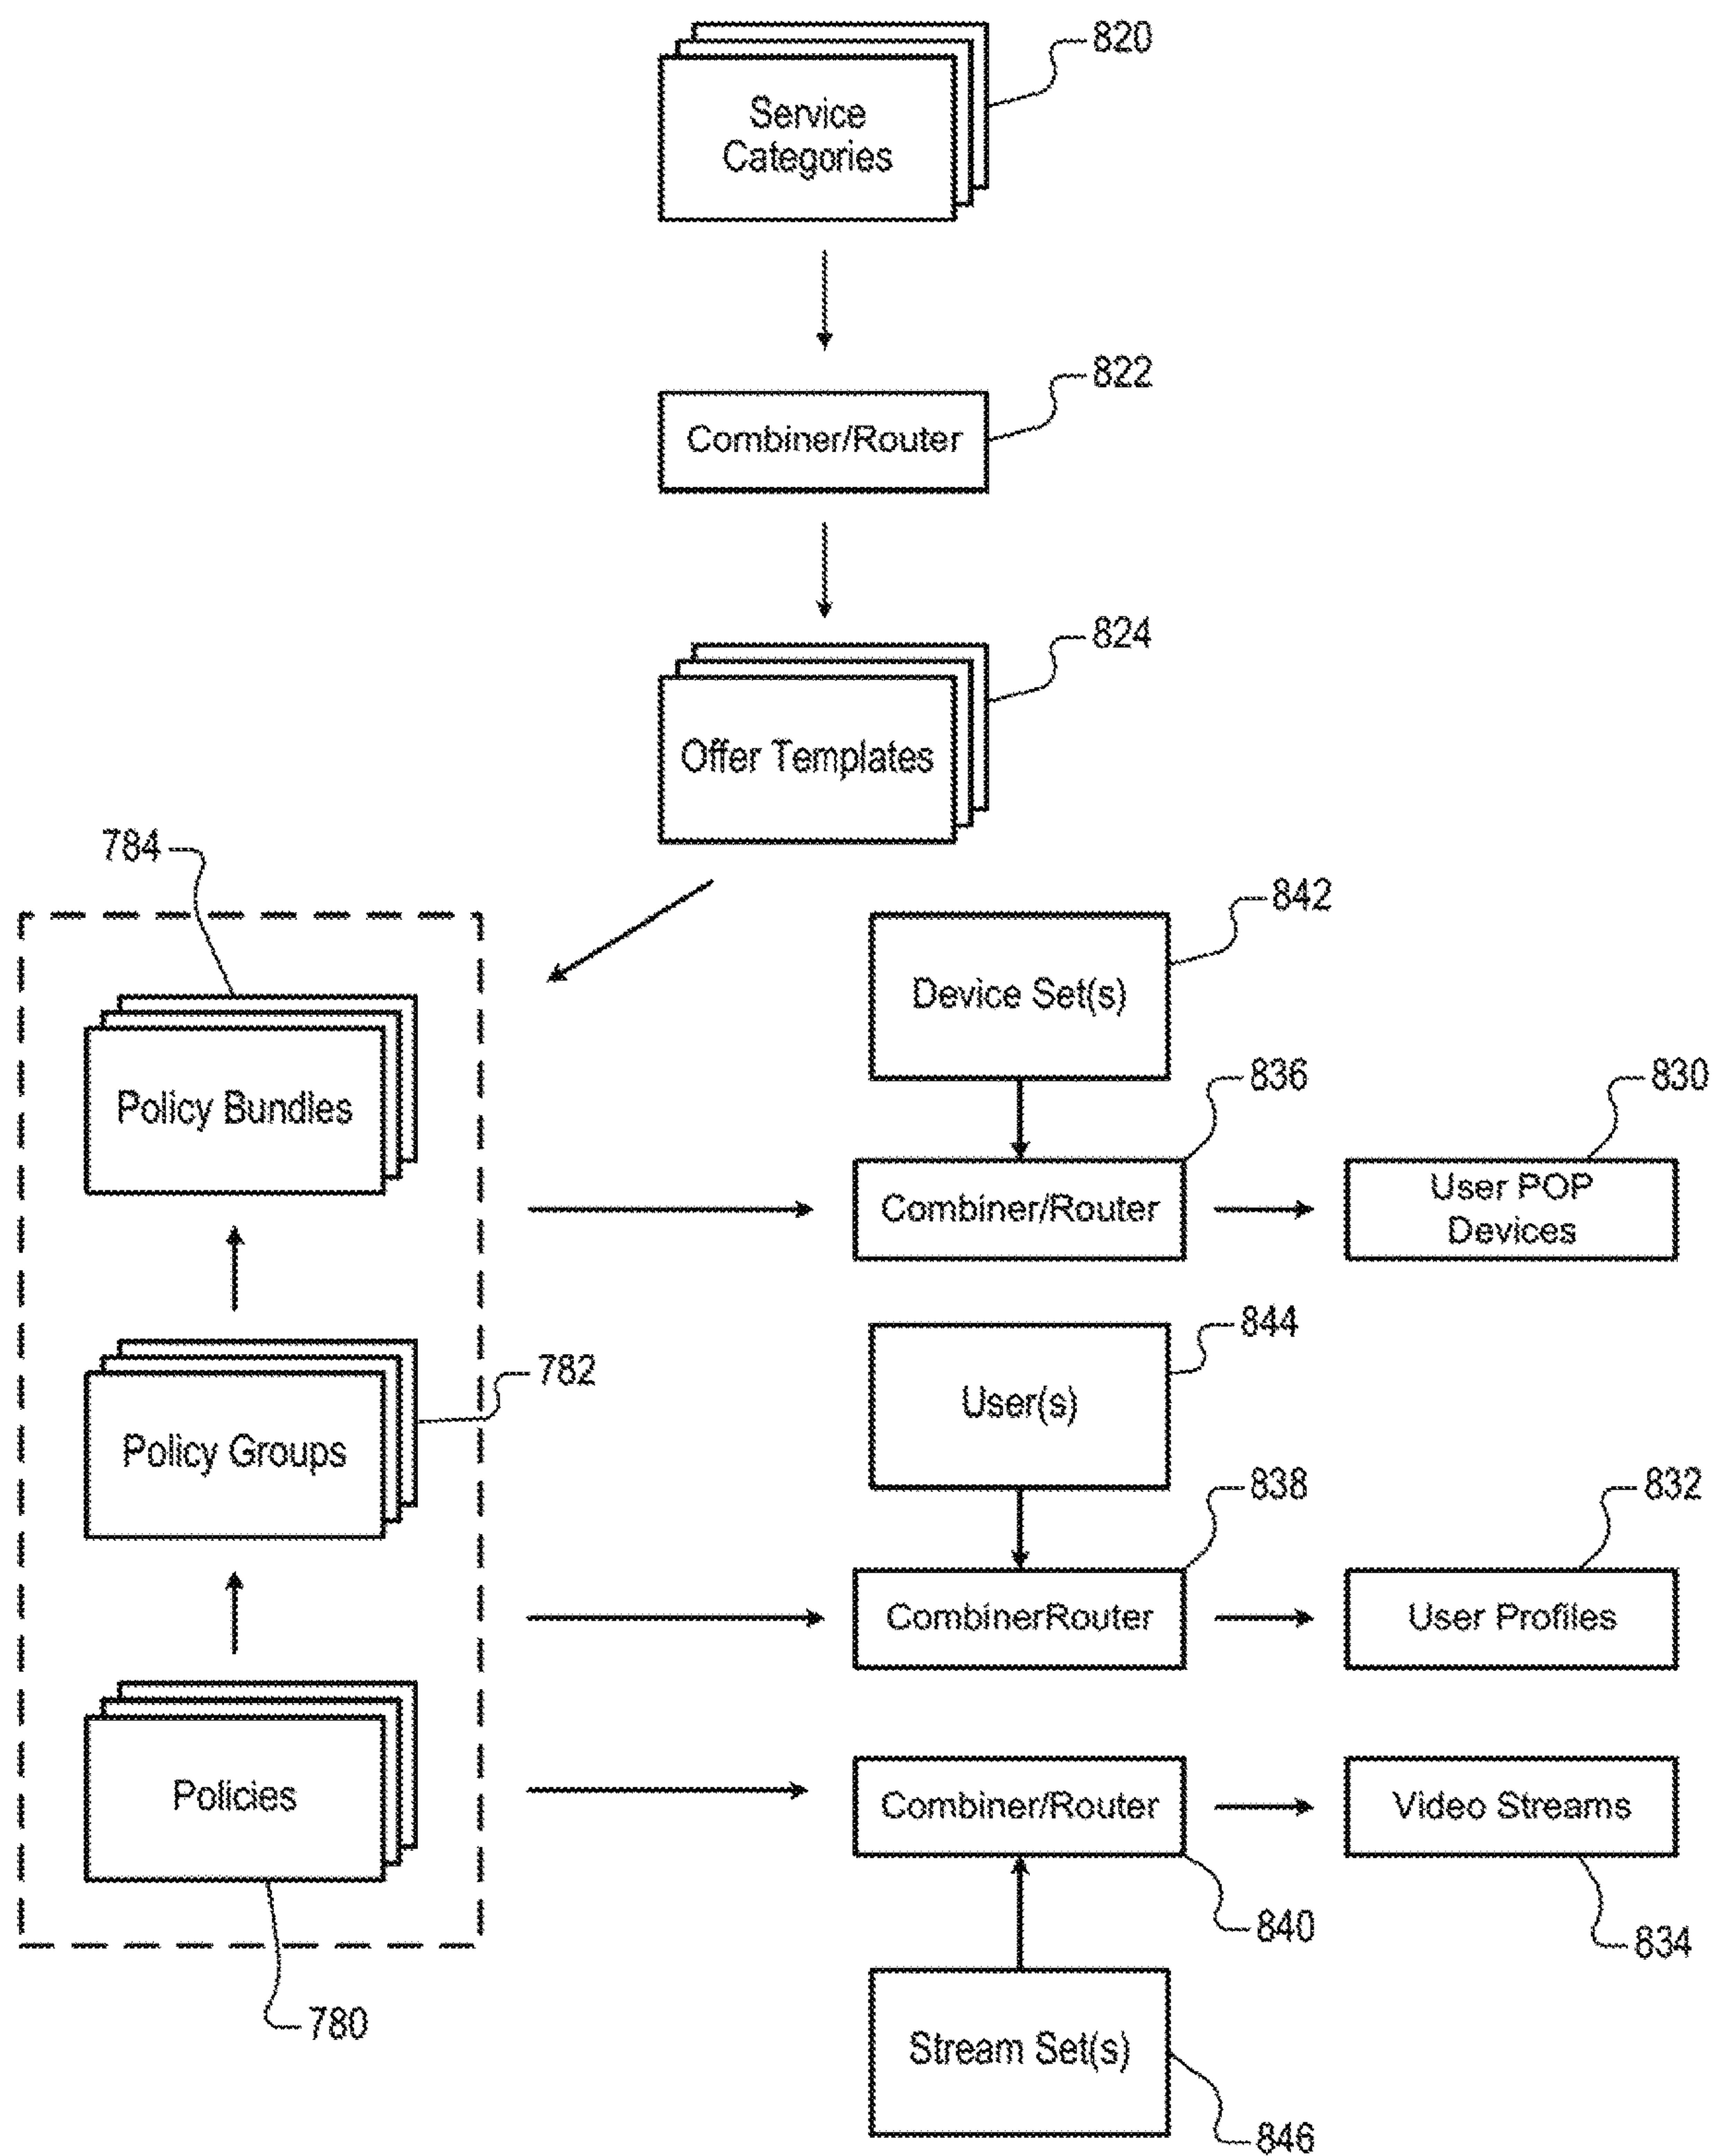 820
Service
Categories
822
Combiner/Router
824
Offer Templates
784
842
Device Set(s)
Policy Bundles
836
830
Combiner/Router
User POP
Devices
844
User(s)
782
Policy Groups
838
832
CombinerRouter
User Profiles
Policies
Combiner/Router
Video Streams
840
834
780
Stream Set(s)
846